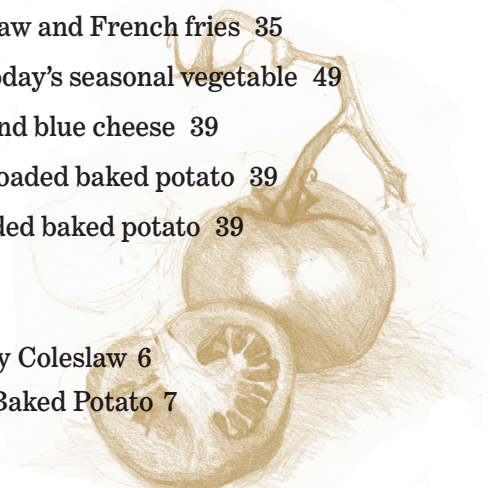 aw and French fries 35
oday’s seasonal vegetable 49
nd blue cheese 39
oaded baked potato 39
ded baked potato 39
y Coleslaw 6
Baked Potato 7